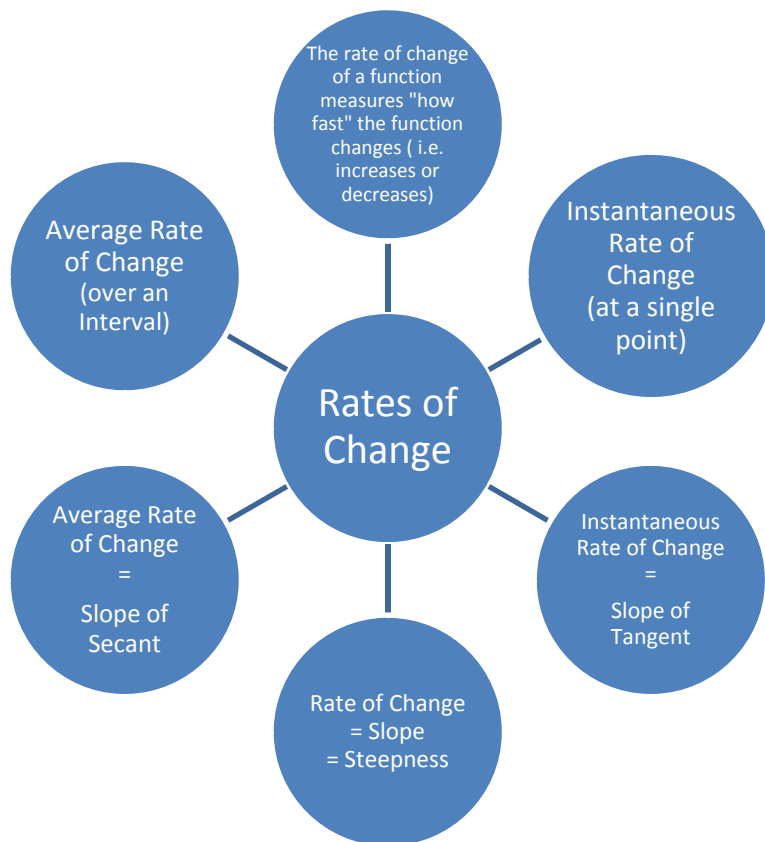 The rate of change
of a function
measures "how
fast" the function
changes ( i.e.
increases or
decreases)
Average Rate
of Change
(over an
Interval)
Instantaneous
Rate of
Change
(at a single
point)
Rates of
Change
Average Rate
of Change
=
Slope of
Secant
Instantaneous
Rate of Change
=
Slope of
Tangent
Rate of Change
= Slope
= Steepness